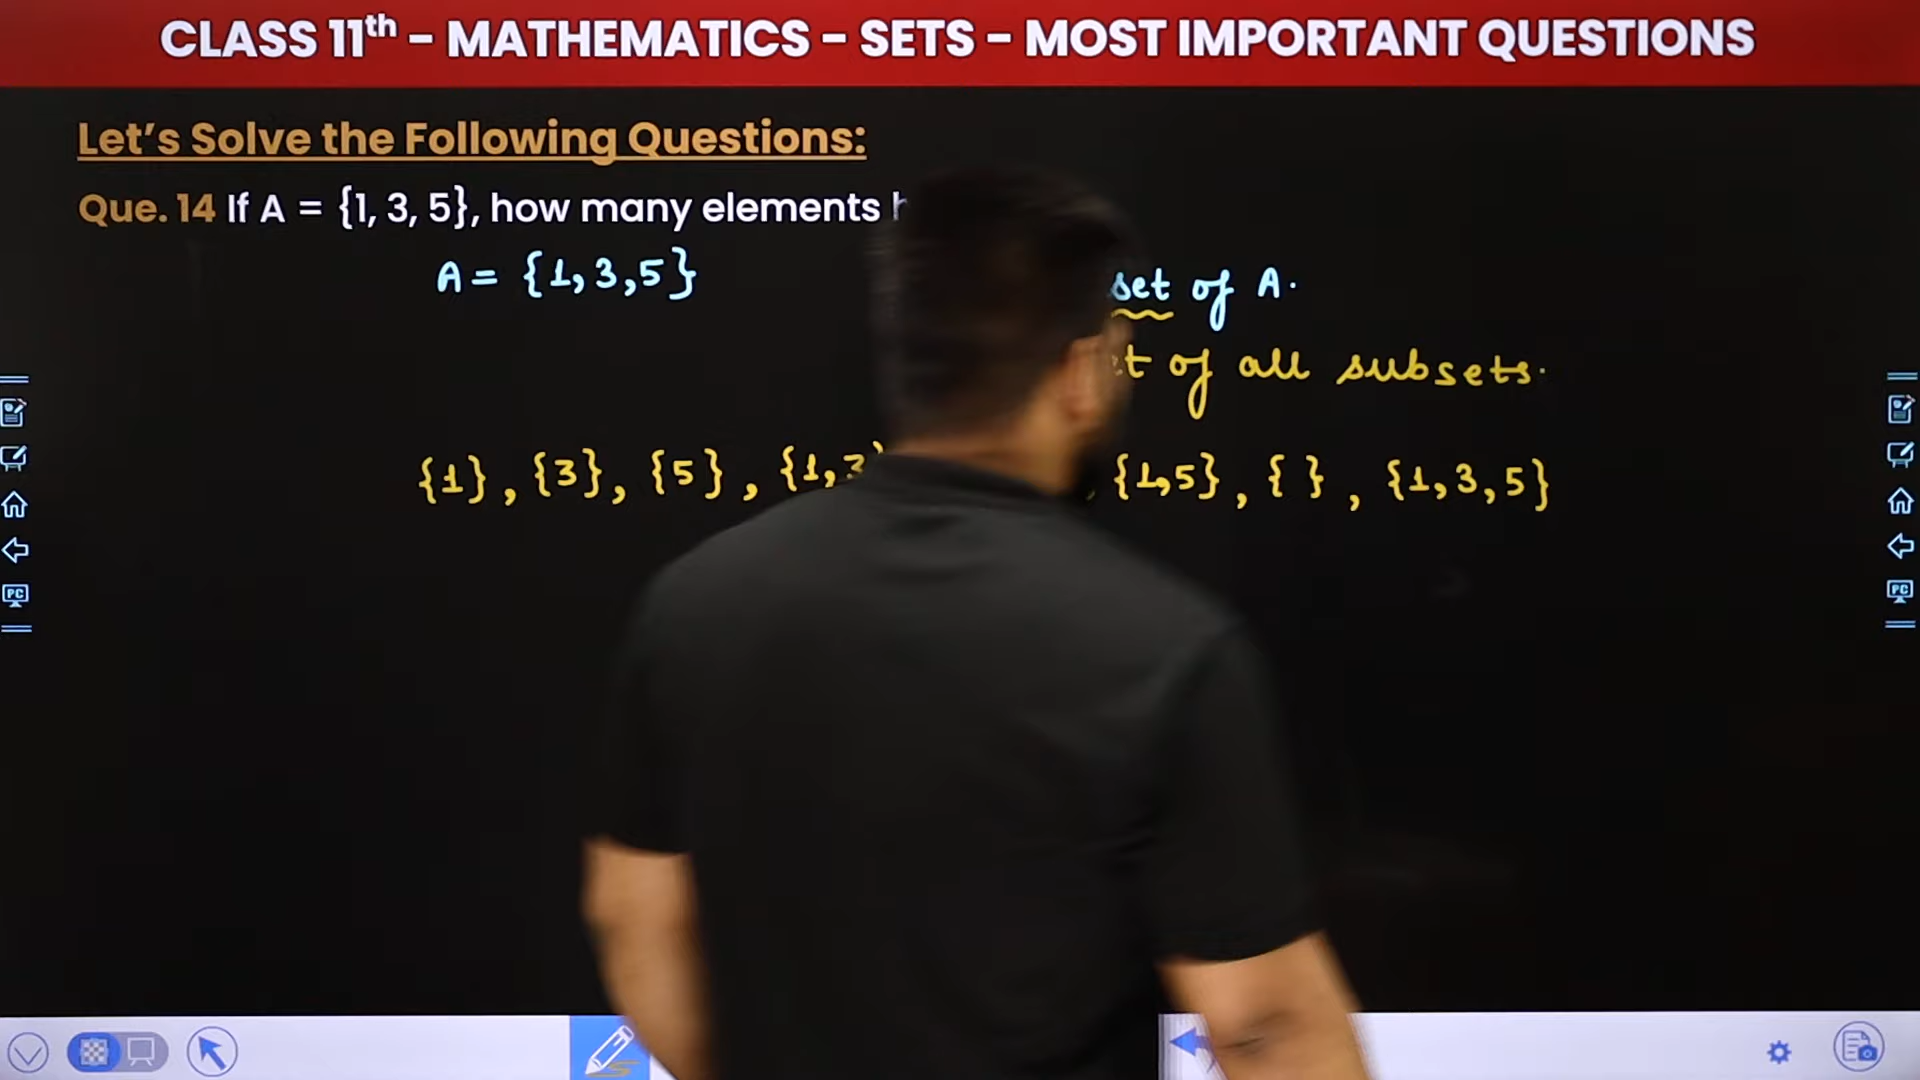 CLASS 11th - MATHEMATICS - SETS - MOST IMPORTANT QUESTIONS
Let's Solve the Following Questions:
Que. 14 If A = {1, 3, 5}, how many elements
A = {1,3,5}
set of A.
of all subsets.
{1}, {3}, {5}, {1,3 , {1,5}, { }, {1,3,5}
PC
PC